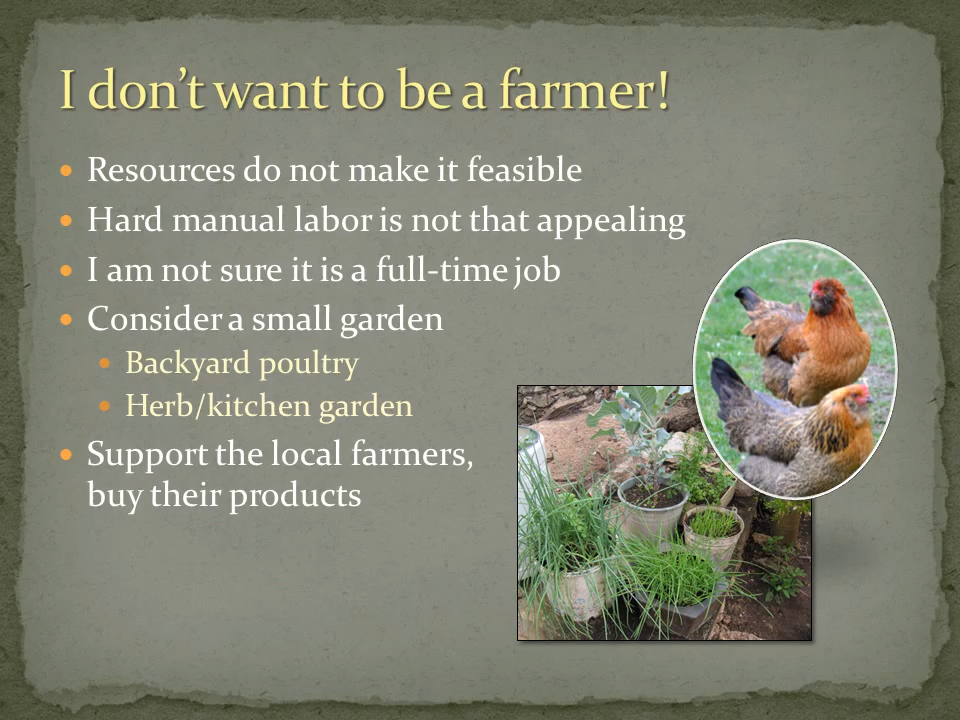 I don’t want to be a farmer!
• Resources do not make it feasible
• Hard manual labor is not that appealing
• I am not sure it is a full-time job
• Consider a small garden
• Backyard poultry
• Herb/kitchen garden
• Support the local farmers,
buy their products